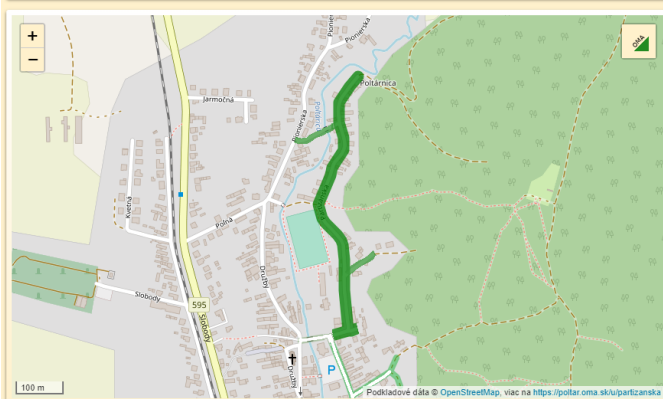 +
−
OMA
Pionierska
Pionierska
Poltárnica
Jarmočná
Pionierska
Poltárnica
Partizánska
Kvetná
Poľná
Družby
Slobody
595
Slobody
Družby
P
100 m
Podkladové dáta © OpenStreetMap, viac na https://poltar.oma.sk/u/partizanska